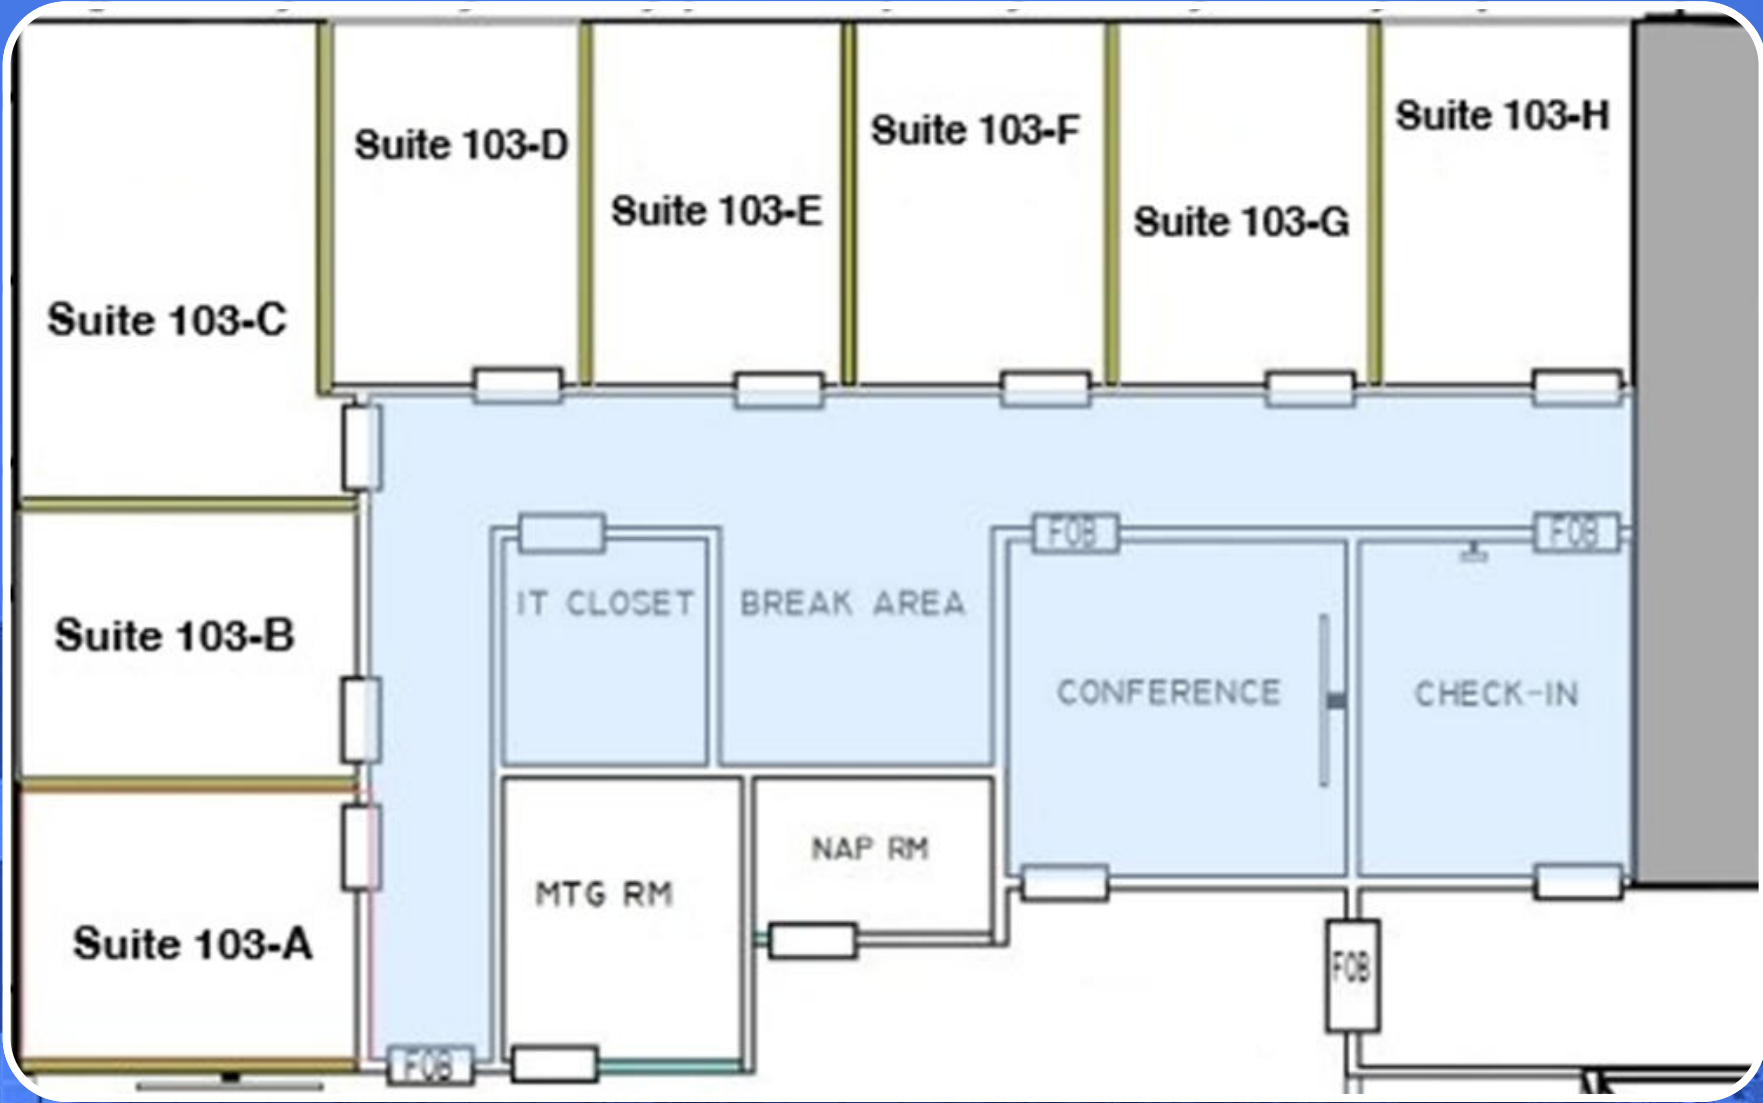 Suite 103-H
Suite 103-F
Suite 103-D
Suite 103-E
Suite 103-G
Suite 103-C
FOB
FOB
IT CLOSET
BREAK AREA
Suite 103-B
CONFERENCE
CHECK-IN
NAP RM
MTG RM
Suite 103-A
FOB
FOB